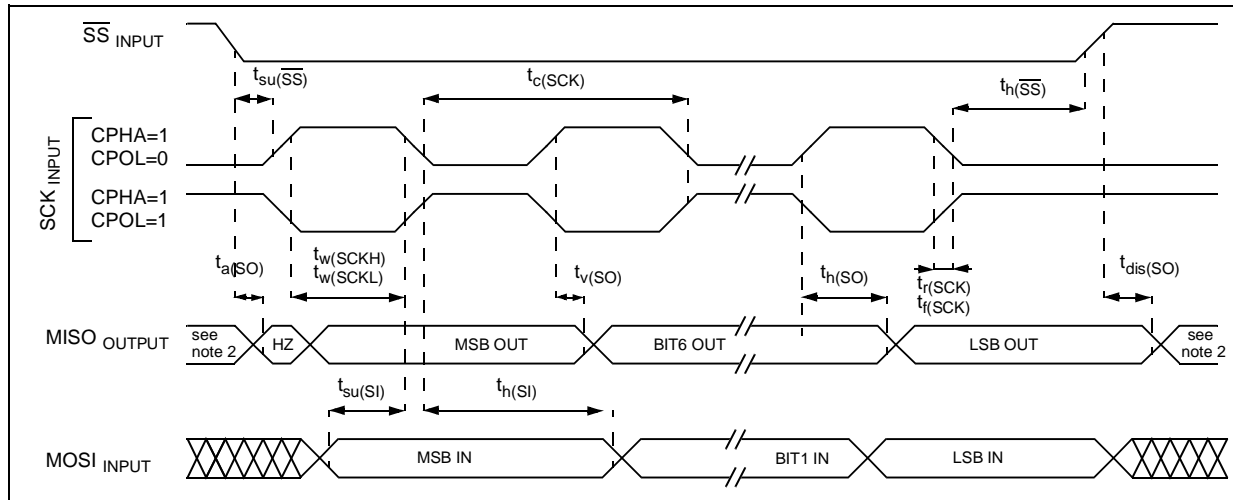 SS INPUT
tsu(SS)
tc(SCK)
th(SS)
SCK INPUT
CPHA=1
CPOL=0
CPHA=1
CPOL=1
ta(SO)
tw(SCKH)
tw(SCKL)
tv(SO)
th(SO)
tr(SCK)
tf(SCK)
tdis(SO)
MISO OUTPUT
see
note 2
HZ
MSB OUT
BIT6 OUT
LSB OUT
see
note 2
tsu(SI)
th(SI)
MOSI INPUT
MSB IN
BIT1 IN
LSB IN